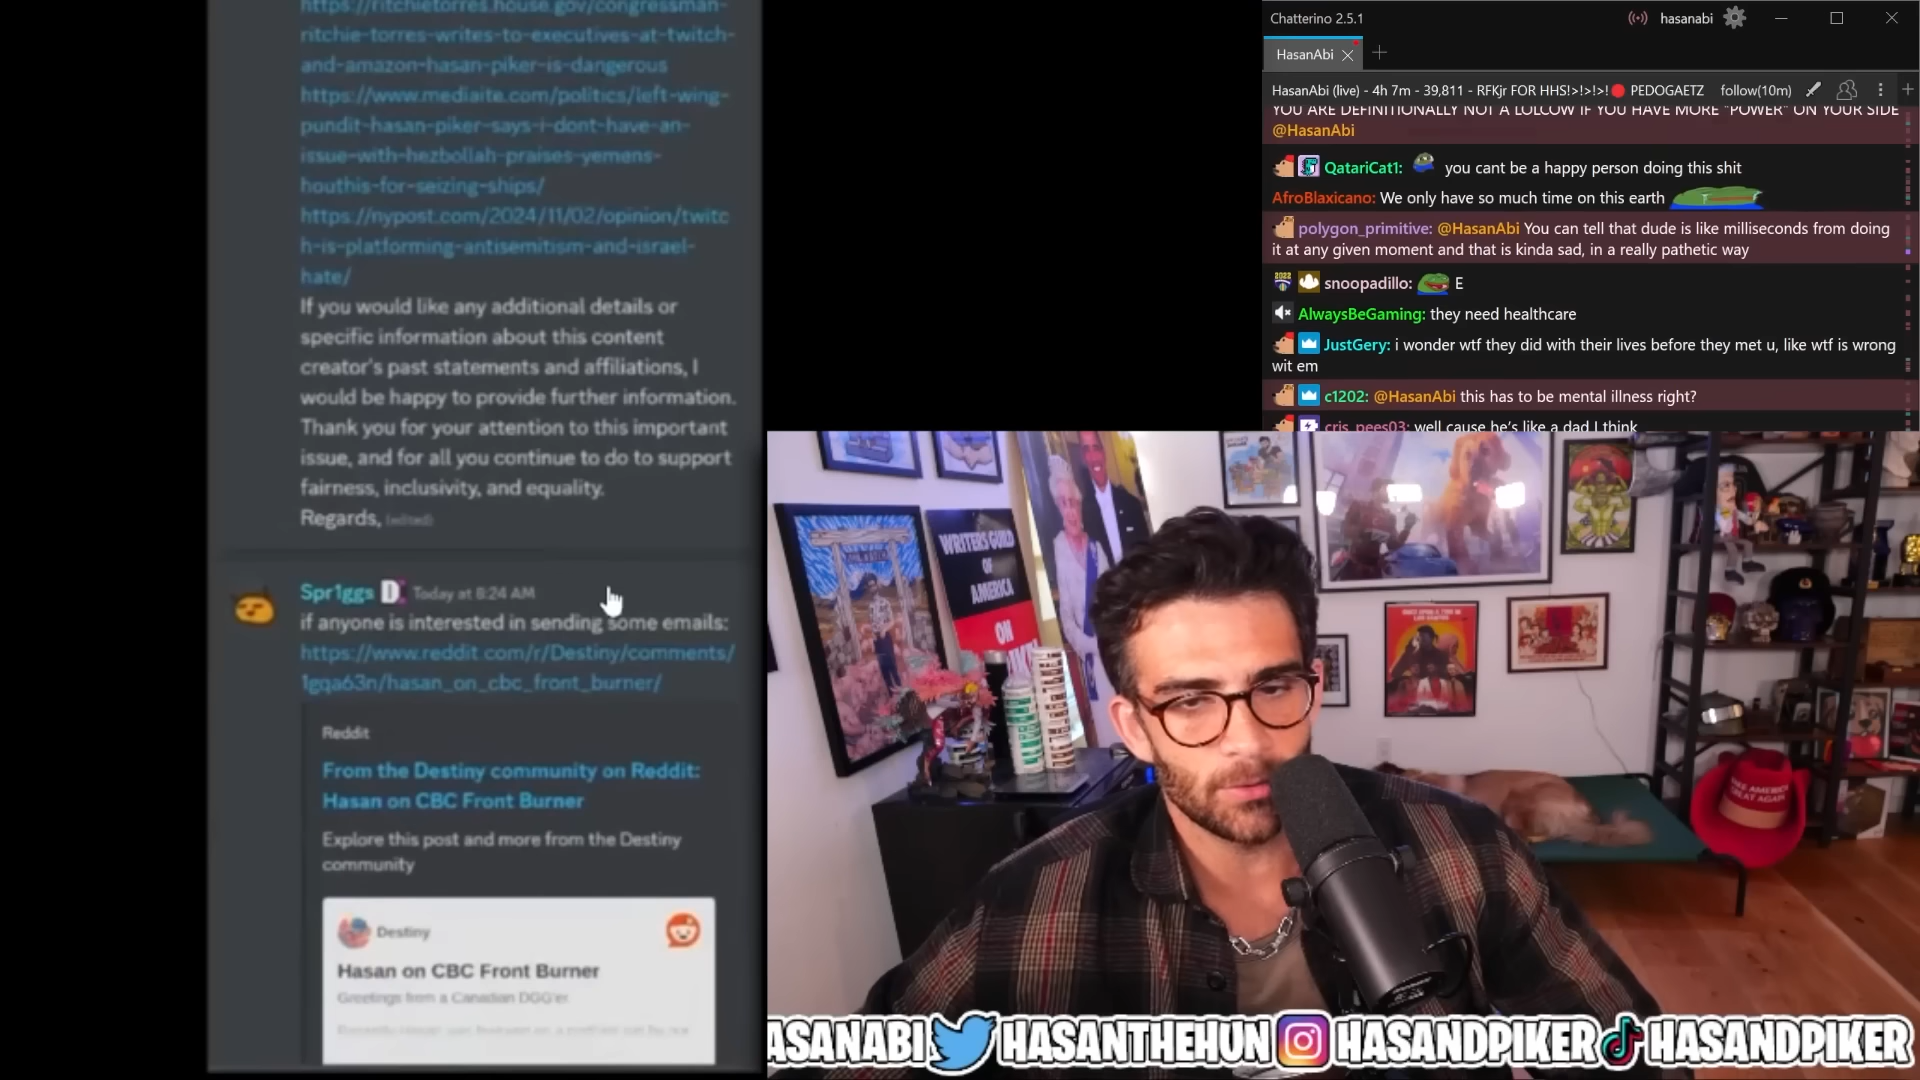 https://ritchietorres.house.gov/congressman-
ritchie-torres-writes-to-executives-at-twitch-
and-amazon-hasan-piker-is-dangerous
https://www.mediaite.com/politics/left-wing-
pundit-hasan-piker-says-i-dont-have-an-
issue-with-hezbollah-praises-yemens-
houthis-for-seizing-ships/
https://nypost.com/2024/11/02/opinion/twitc
h-is-platforming-antisemitism-and-israel-
hate/
If you would like any additional details or
specific information about this content
creator's past statements and affiliations, I
would be happy to provide further information.
Thank you for your attention to this important
issue, and for all you continue to do to support
fairness, inclusivity, and equality.
Regards, (edited)
Spr1ggs D Today at 8:24 AM
if anyone is interested in sending some emails:
https://www.reddit.com/r/Destiny/comments/
1gqa63n/hasan_on_cbc_front_burner/
Reddit
From the Destiny community on Reddit:
Hasan on CBC Front Burner
Explore this post and more from the Destiny
community
Destiny
Hasan on CBC Front Burner
Greetings from a Canadian DGG'er.
Chatterino 2.5.1
hasanabi
HasanAbi
HasanAbi (live) - 4h 7m - 39,811 - RFKjr FOR HHS!>!>!>! PEDOGAETZ follow(10m)
YOU ARE DEFINITIONALLY NOT A LOLCOW IF YOU HAVE MORE "POWER" ON YOUR SIDE
@HasanAbi
QatariCat1: you cant be a happy person doing this shit
AfroBlaxicano: We only have so much time on this earth
polygon_primitive: @HasanAbi You can tell that dude is like milliseconds from doing
it at any given moment and that is kinda sad, in a really pathetic way
2022 snoopadillo: E
AlwaysBeGaming: they need healthcare
JustGery: i wonder wtf they did with their lives before they met u, like wtf is wrong
wit em
c1202: @HasanAbi this has to be mental illness right?
cris_pees03: well cause he's like a dad I think
WRITERS GUILD
OF
AMERICA
ON
MAKE AMERICA
GREAT AGAIN
ASANABI HASANTHEHUN HASANDPIKER HASANDPIKER